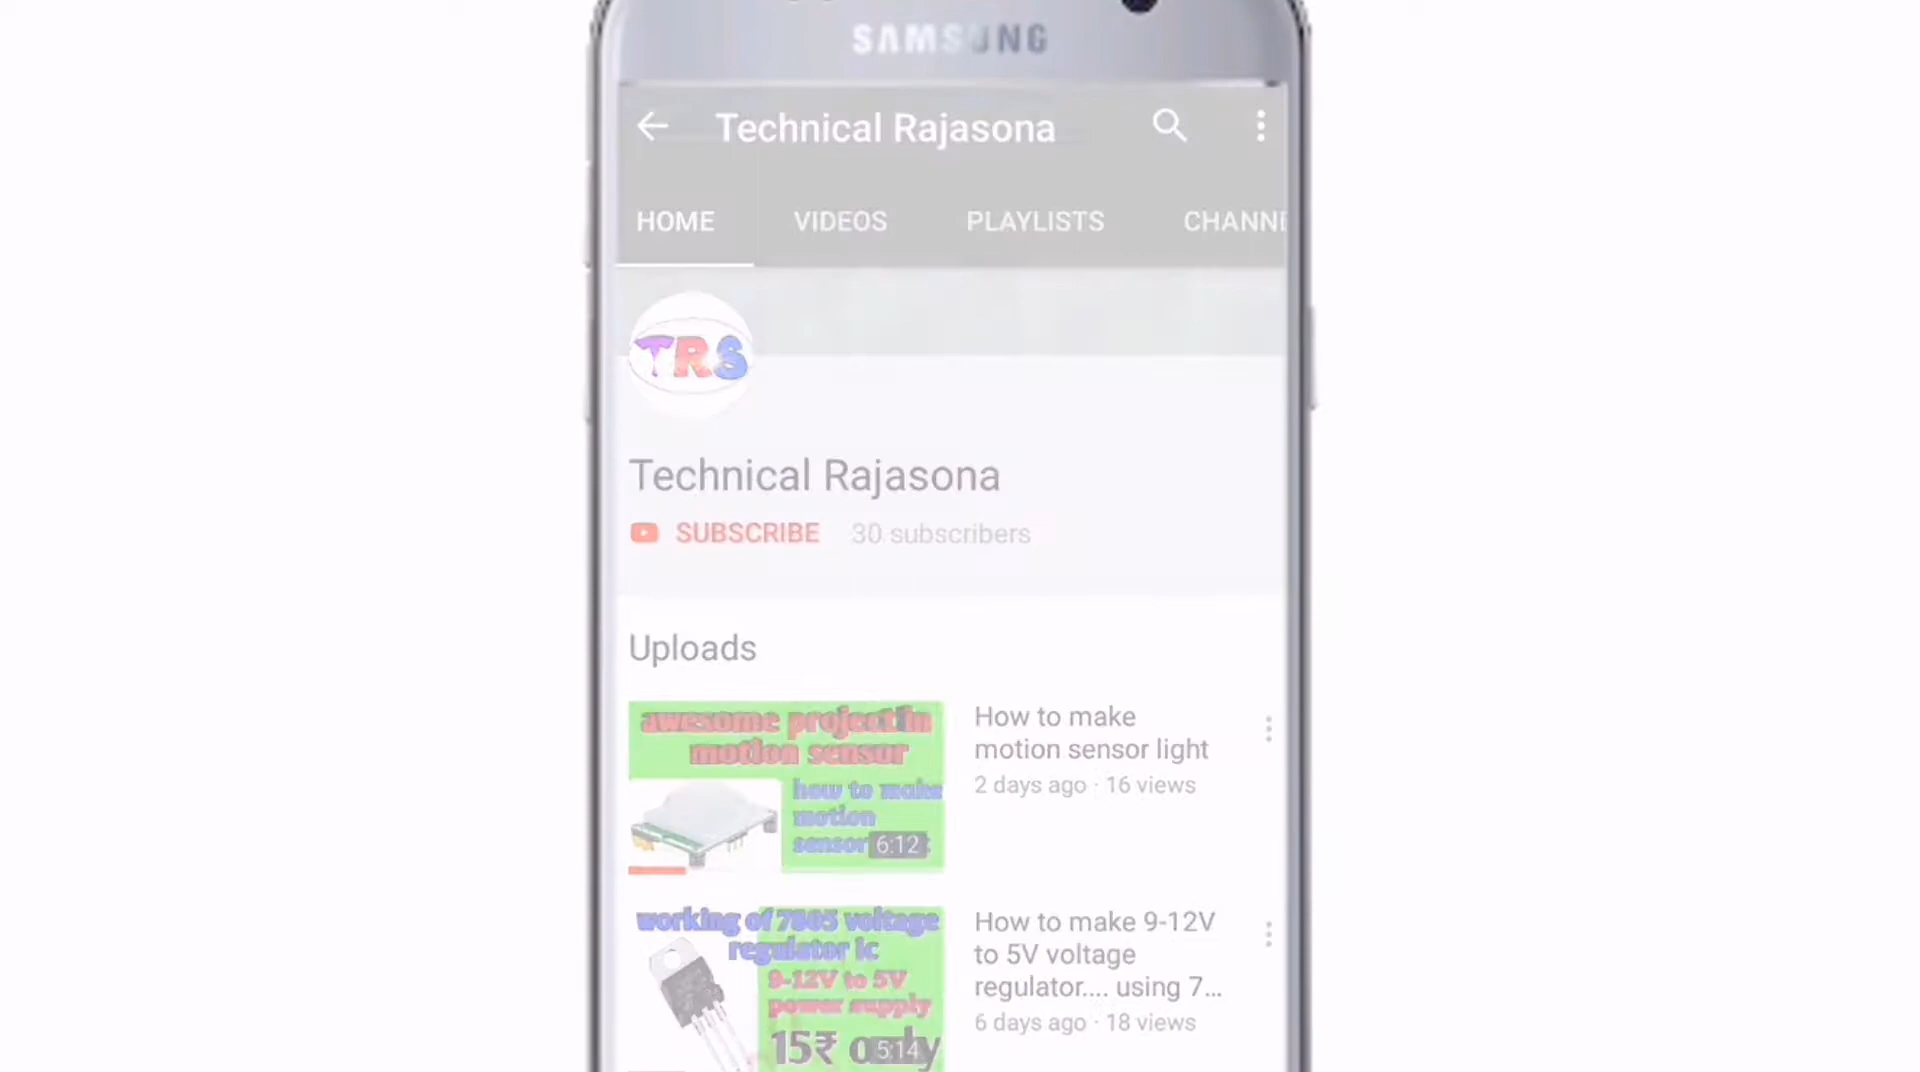 SAMSUNG
Technical Rajasona
HOME VIDEOS PLAYLISTS CHANNE
TRS
Technical Rajasona
SUBSCRIBE 30 subscribers
Uploads
awesome project in
motion sensur
how to make
motion
sensor
6:12
How to make
motion sensor light
2 days ago · 16 views
working of 7805 voltage
regulator ic
9-12V to 5V
power supply
15₹ only
5:14
How to make 9-12V
to 5V voltage
regulator.... using 7...
6 days ago · 18 views